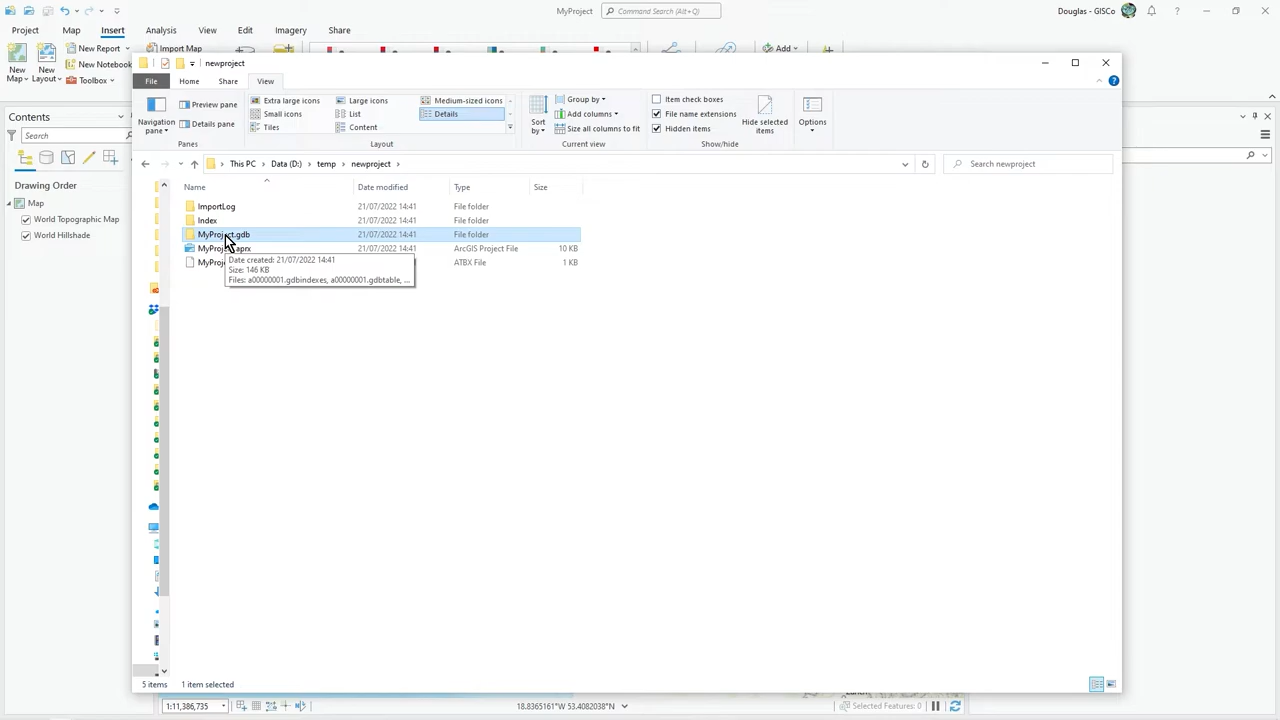 MyProject
Command Search (Alt+Q)
Douglas - GISCo
Project Map Insert Analysis View Edit Imagery Share
New Map
New Layout
New Report
New Notebook
Toolbox
Import Map
Add
newproject
File Home Share View
Navigation pane
Preview pane
Details pane
Panes
Extra large icons Large icons Medium-sized icons
Small icons List Details
Tiles Content
Layout
Sort by
Group by
Add columns
Size all columns to fit
Current view
Item check boxes
File name extensions
Hidden items
Hide selected items
Show/hide
Options
This PC Data (D:) temp newproject
Search newproject
Contents
Search
Drawing Order
Map
World Topographic Map
World Hillshade
Name Date modified Type Size
ImportLog 21/07/2022 14:41 File folder
Index 21/07/2022 14:41 File folder
MyProject.gdb 21/07/2022 14:41 File folder
MyProject.aprx 21/07/2022 14:41 ArcGIS Project File 10 KB
MyProj ATBX File 1 KB
Date created: 21/07/2022 14:41
Size: 146 KB
Files: a00000001.gdbindexes, a00000001.gdbtable, ...
5 items 1 item selected
1:11,386,735
18.8365161°W 53.4082038°N
Selected Features: 0